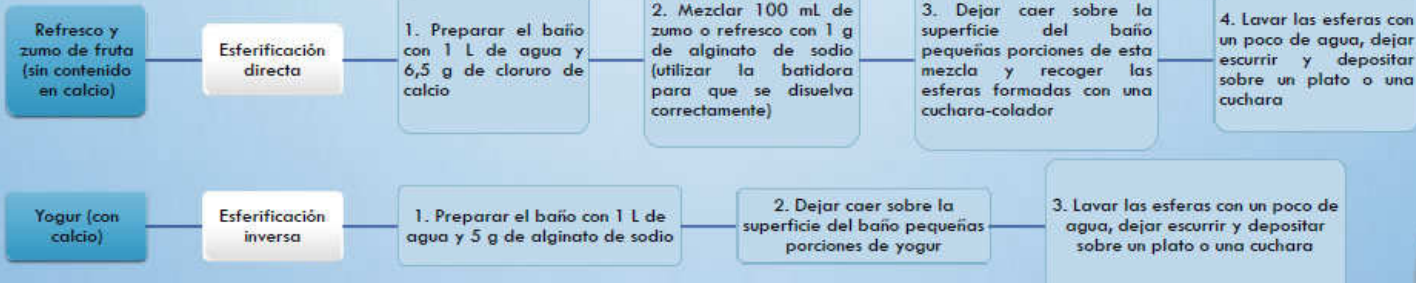 Refresco y
zumo de fruta
(sin contenido
en calcio)
Esferificación
directa
1. Preparar el baño
con 1 L de agua y
6,5 g de cloruro de
calcio
2. Mezclar 100 mL de
zumo o refresco con 1 g
de alginato de sodio
(utilizar la batidora
para que se disuelva
correctamente)
3. Dejar caer sobre la
superficie del baño
pequeñas porciones de esta
mezcla y recoger las
esferas formadas con una
cuchara-colador
4. Lavar las esferas con
un poco de agua, dejar
escurrir y depositar
sobre un plato o una
cuchara
Yogur (con
calcio)
Esferificación
inversa
1. Preparar el baño con 1 L de
agua y 5 g de alginato de sodio
2. Dejar caer sobre la
superficie del baño pequeñas
porciones de yogur
3. Lavar las esferas con un poco de
agua, dejar escurrir y depositar
sobre un plato o una cuchara